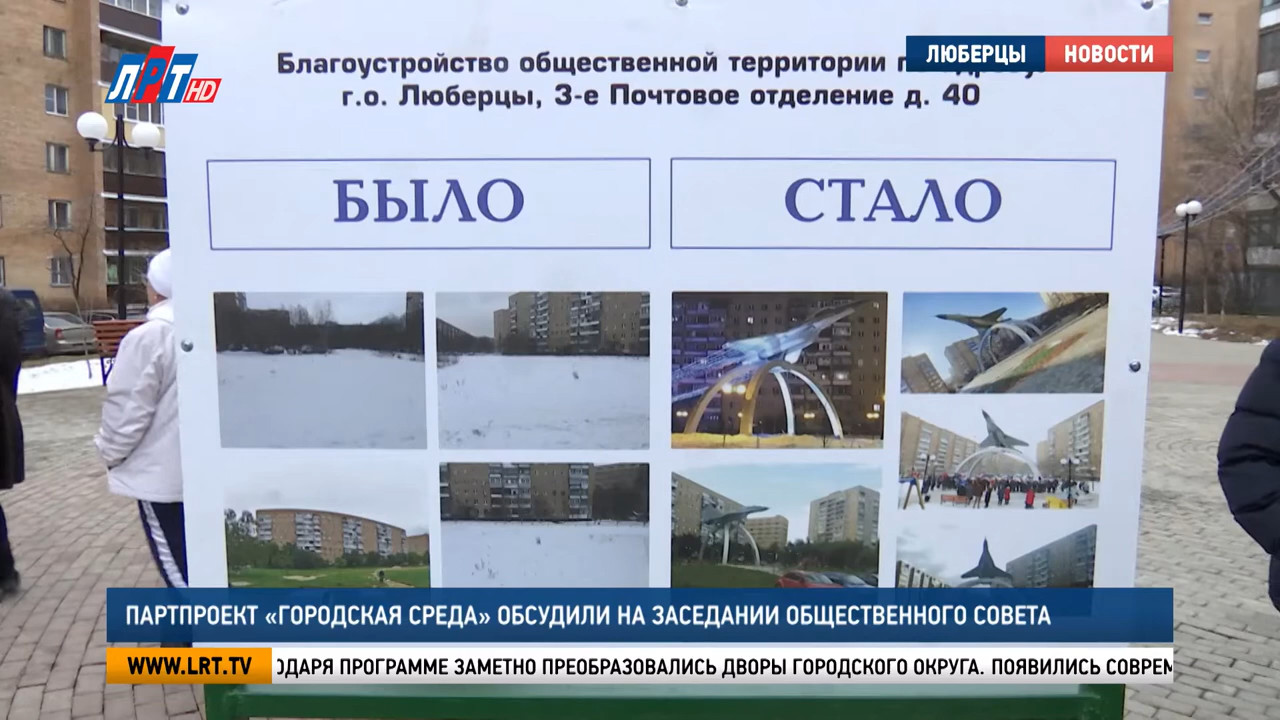 ЛРТ HD
ЛЮБЕРЦЫ НОВОСТИ
Благоустройство общественной территории
г.о. Люберцы, 3-е Почтовое отделение д. 40
БЫЛО
СТАЛО
ПАРТПРОЕКТ «ГОРОДСКАЯ СРЕДА» ОБСУДИЛИ НА ЗАСЕДАНИИ ОБЩЕСТВЕННОГО СОВЕТА
WWW.LRT.TV
ОДАРЯ ПРОГРАММЕ ЗАМЕТНО ПРЕОБРАЗОВАЛИСЬ ДВОРЫ ГОРОДСКОГО ОКРУГА. ПОЯВИЛИСЬ СОВРЕМ